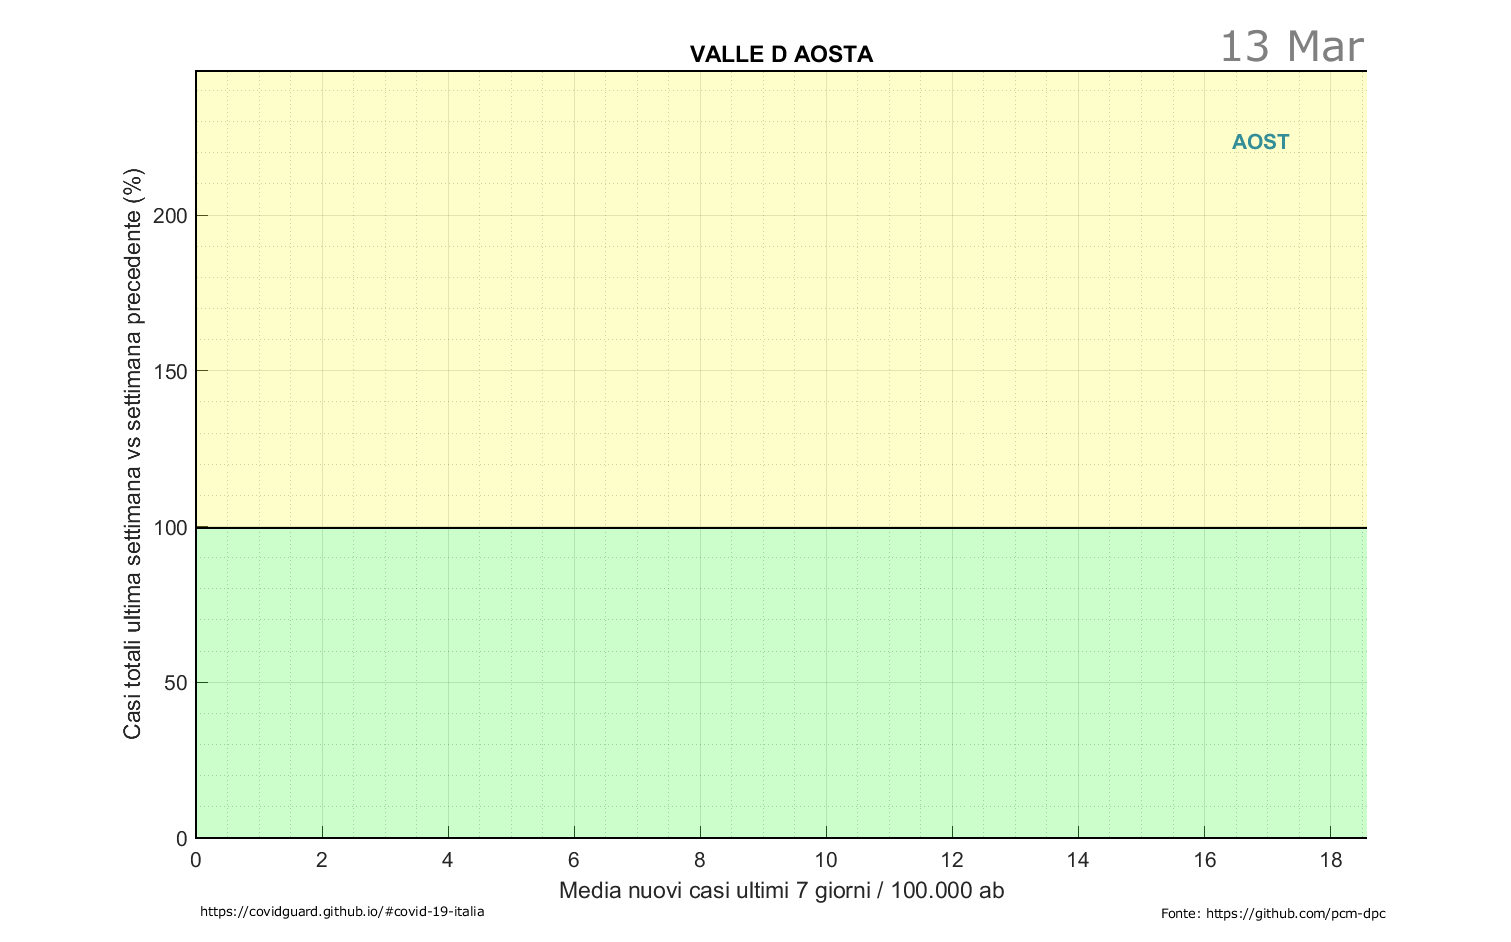 VALLE D AOSTA
13 Mar
AOST
Casi totali ultima settimana vs settimana precedente (%)
200
150
100
50
0
0 2 4 6 8 10 12 14 16 18
Media nuovi casi ultimi 7 giorni / 100.000 ab
https://covidguard.github.io/#covid-19-italia
Fonte: https://github.com/pcm-dpc